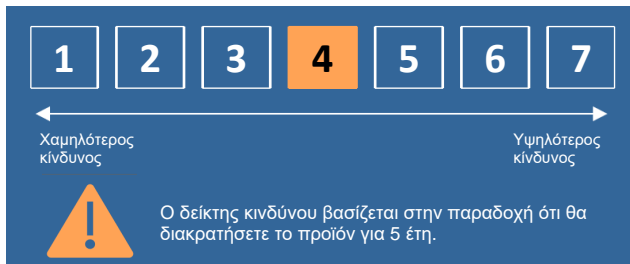 1 2 3 4 5 6 7
Χαμηλότερος κίνδυνος
Υψηλότερος κίνδυνος
Ο δείκτης κινδύνου βασίζεται στην παραδοχή ότι θα
διακρατήσετε το προϊόν για 5 έτη.